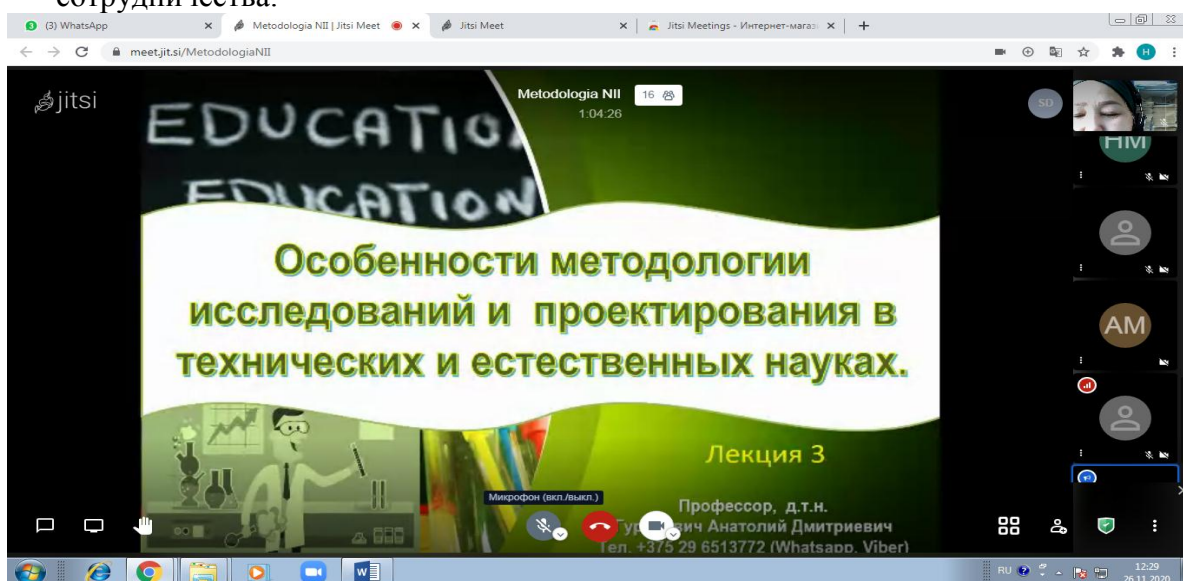 сотрудничества.
(3) WhatsApp
Metodologia NII | Jitsi Meet
Jitsi Meet
Jitsi Meetings - Интернет-магаз
meet.jit.si/MetodologiaNII
H
jitsi
Metodologia NII 16
1:04:26
SD
EDUCATIO
EDUCATION
HM
Особенности методологии
исследований и проектирования в
технических и естественных науках.
AM
Лекция 3
Микрофон (вкл./выкл.)
Профессор, д.т.н.
Анатолий Дмитриевич
Тел. +375 29 6513772 (Whatsapp, Viber)
RU
12:29
26.11.2020